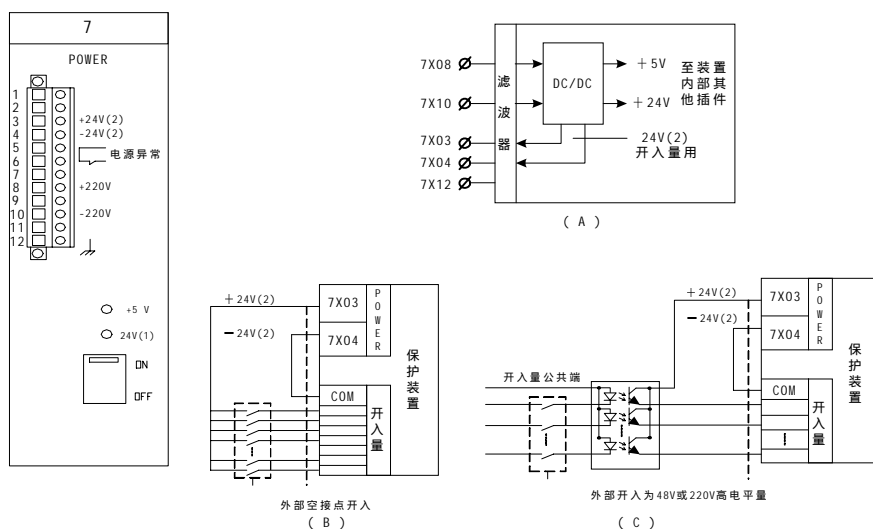 7
POWER
1
2
3 +24V(2)
4 -24V(2)
5
6 电源异常
7
8 +220V
9
10 -220V
11
12
+5 V
24V(1)
ON
OFF
7X08
7X10
7X03
7X04
7X12
滤波器
DC/DC
+5V
+24V
至装置
内部其
他插件
24V(2)
开入量用
( A )
+24V(2)
-24V(2)
7X03
7X04
POWER
COM
开入量
保护装置
外部空接点开入
( B )
+24V(2)
-24V(2)
7X03
7X04
POWER
开入量公共端
COM
开入量
保护装置
外部开入为48V或220V高电平量
( C )